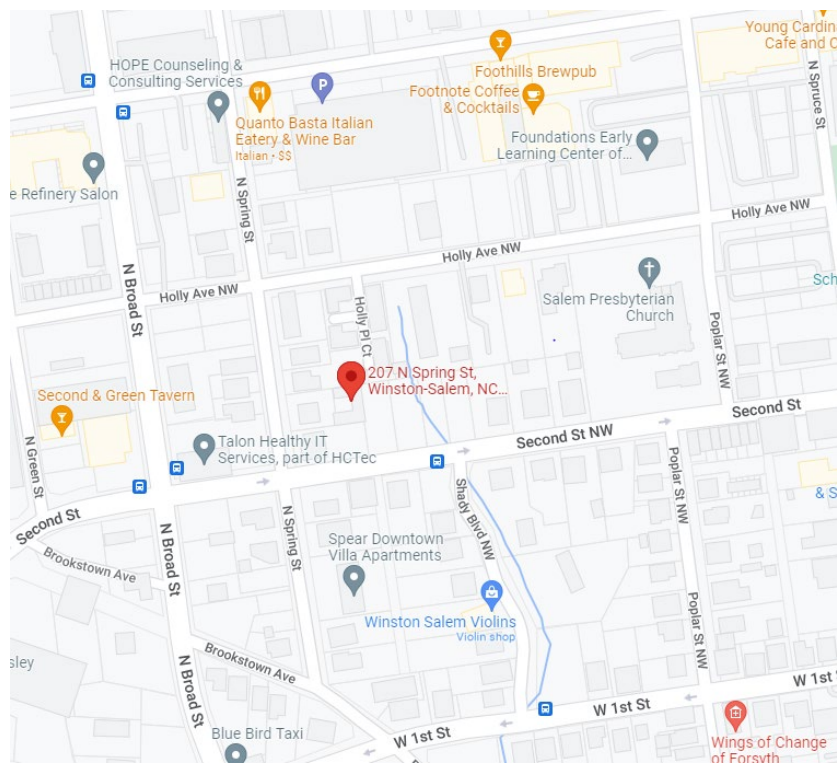 Young Cardin
Cafe and C
HOPE Counseling &
Consulting Services
Foothills Brewpub
Footnote Coffee
& Cocktails
N Spruce St
P
Quanto Basta Italian
Eatery & Wine Bar
Italian • $$
Foundations Early
Learning Center of...
e Refinery Salon
N Spring St
Holly Ave NW
Holly Ave NW
N Broad St
Holly Ave NW
Holly Pl Ct
Salem Presbyterian
Church
Sch
Poplar St NW
207 N Spring St,
Winston-Salem, NC...
Second & Green Tavern
Second St
Second St NW
Talon Healthy IT
Services, part of HCTec
N Green St
Poplar St NW
Shady Blvd NW
& S
Second St
N Spring St
N Broad St
Spear Downtown
Villa Apartments
Brookstown Ave
Winston Salem Violins
Violin shop
Poplar St NW
sley
N Broad St
Brookstown Ave
W 1st St
W 1st St
Blue Bird Taxi
W 1st St
Wings of Change
of Forsyth